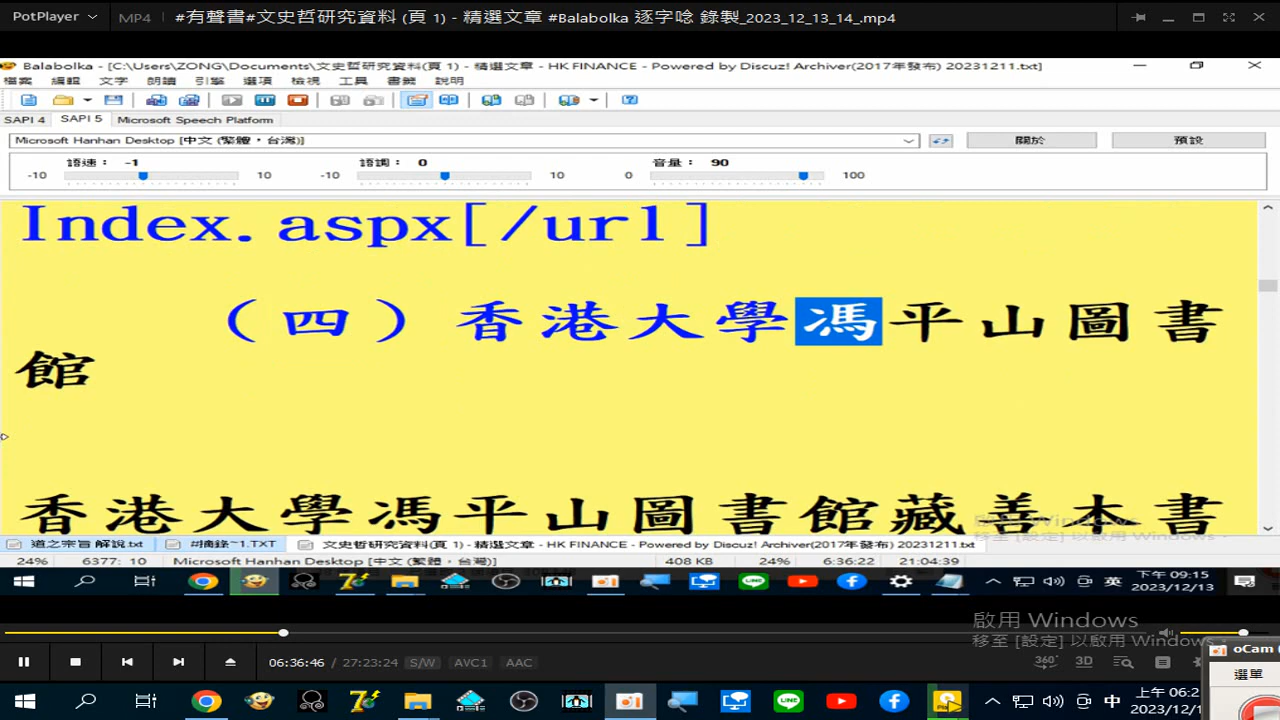 PotPlayer MP4 #有聲書#文史哲研究資料 (頁 1) - 精選文章 #Balabolka 逐字唸 錄製_2023_12_13_14_.mp4
Balabolka - [C:\Users\ZONG\Documents\文史哲研究資料(頁 1) - 精選文章 - HK FINANCE - Powered by Discuz! Archiver(2017年發布) 20231211.txt]
檔案 編輯 文字 朗讀 引擎 選項 檢視 工具 書籤 說明
SAPI 4 SAPI 5 Microsoft Speech Platform
Microsoft Hanhan Desktop [中文 (繁體，台灣)] 關於 預設
語速： -1 語調： 0 音量： 90
-10 10 -10 10 0 100
Index.aspx[/url]
（四）香港大學馮平山圖書
館
香港大學馮平山圖書館藏善本書
道之宗旨 解說.txt #摘錄~1.TXT 文史哲研究資料(頁 1) - 精選文章 - HK FINANCE - Powered by Discuz! Archiver(2017年發布) 20231211.txt
24% 6377: 10 Microsoft Hanhan Desktop [中文 (繁體，台灣)] 408 KB 24% 6:36:22 21:04:39
英 下午 09:15
2023/12/13
啟用 Windows
移至 [設定] 以啟用 Windows。
06:36:46 / 27:23:24 S/W AVC1 AAC 360° 3D
oCam
選單
中 上午 06:2
2023/12/1